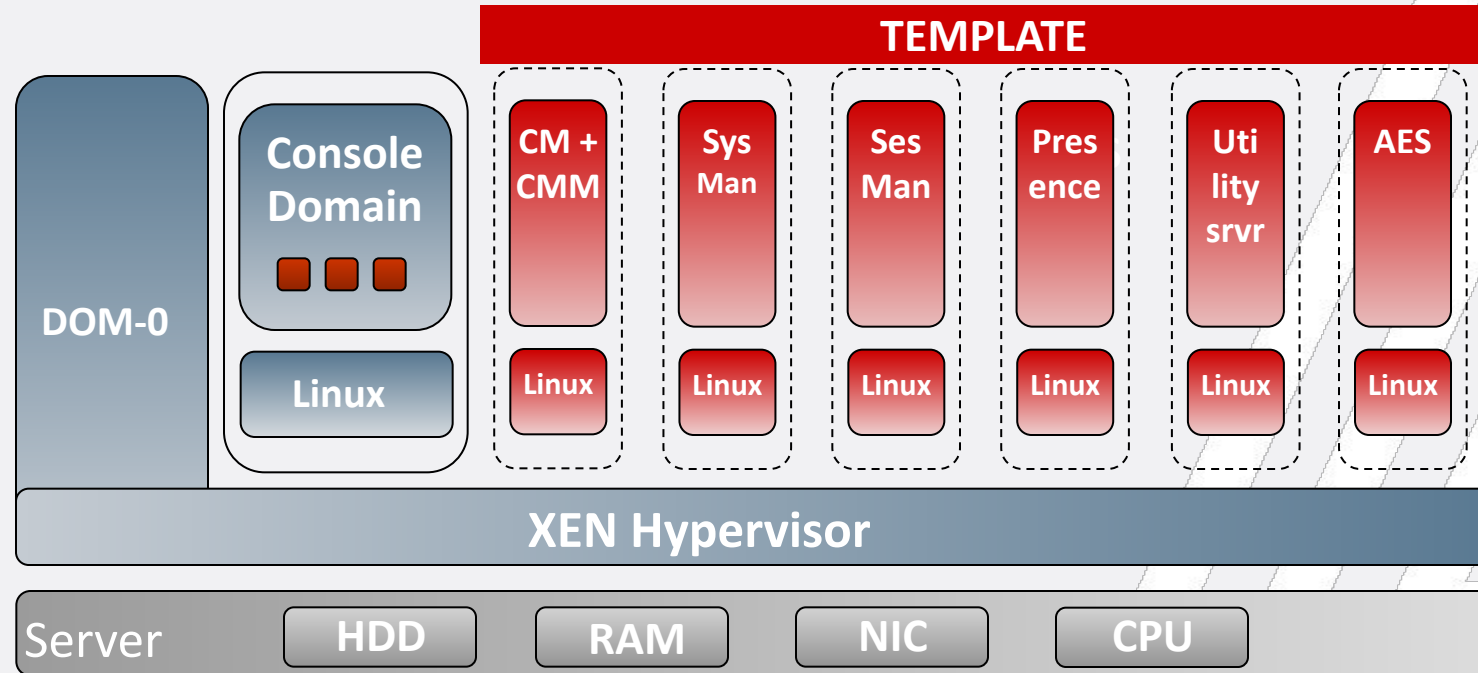 TEMPLATE
DOM-0
Console
Domain
Linux
CM +
CMM
Linux
Sys
Man
Linux
Ses
Man
Linux
Pres
ence
Linux
Uti
lity
srvr
Linux
AES
Linux
XEN Hypervisor
Server
HDD
RAM
NIC
CPU